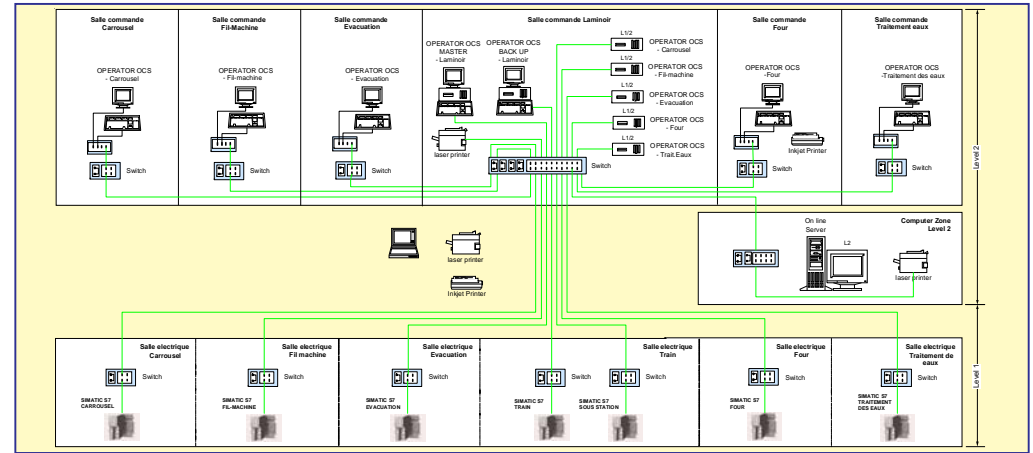 Salle commande
Carrousel
OPERATOR OCS
- Carrousel
Switch
Salle commande
Fil-Machine
OPERATOR OCS
- Fil-machine
Switch
Salle commande
Evacuation
OPERATOR OCS
- Evacuation
Switch
Salle commande Laminoir
OPERATOR OCS
MASTER
- Laminoir
OPERATOR OCS
BACK UP
- Laminoir
laser printer
L1/2
OPERATOR OCS
- Carrousel
L1/2
OPERATOR OCS
- Fil-machine
L1/2
OPERATOR OCS
- Evacuation
L1/2
OPERATOR OCS
- Four
L1/2
OPERATOR OCS
- Trait.Eaux
Switch
Salle commande
Four
OPERATOR OCS
-Four
Inkjet Printer
Switch
Salle commande
Traitement eaux
OPERATOR OCS
-Traitement des eaux
Switch
Level 2
laser printer
Inkjet Printer
On line
Server
L2
Computer Zone
Level 2
laser printer
Salle electrique
Carrousel
Switch
SIMATIC S7
CARROUSEL
Salle electrique
Fil machine
Switch
SIMATIC S7
FIL-MACHINE
Salle electrique
Evacuation
Switch
SIMATIC S7
EVACUATION
Salle electrique
Train
Switch
Switch
SIMATIC S7
TRAIN
SIMATIC S7
SOUS STATION
Salle electrique
Four
Switch
SIMATIC S7
FOUR
Salle electrique
Traitement de
eaux
Switch
SIMATIC S7
TRAITEMENT
DES EAUX
Level 1